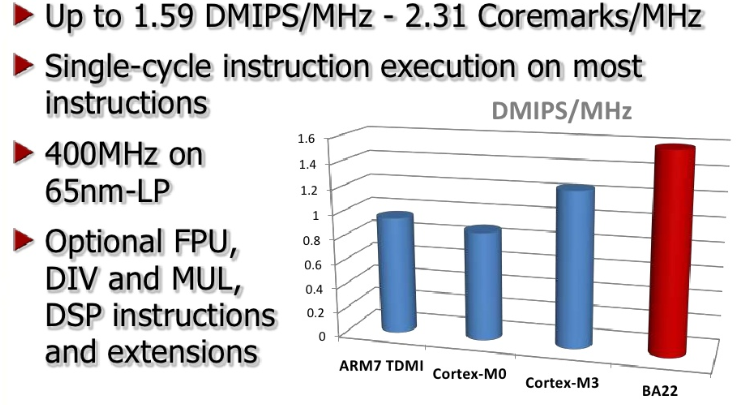 Up to 1.59 DMIPS/MHz - 2.31 Coremarks/MHz
Single-cycle instruction execution on most
instructions
400MHz on
65nm-LP
Optional FPU,
DIV and MUL,
DSP instructions
and extensions
DMIPS/MHz
1.6
1.4
1.2
1
0.8
0.6
0.4
0.2
0
ARM7 TDMI
Cortex-M0
Cortex-M3
BA22